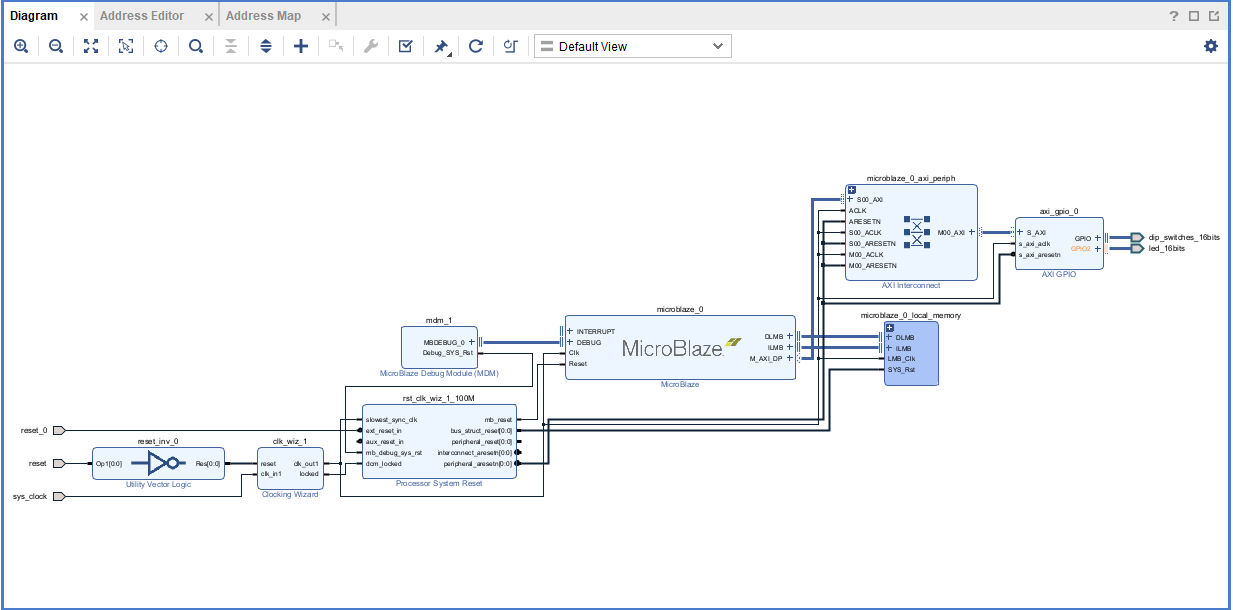 Diagram
Address Editor
Address Map
Default View
microblaze_0_axi_periph
S00_AXI
ACLK
ARESETN
S00_ACLK
S00_ARESETN
M00_ACLK
M00_ARESETN
M00_AXI
AXI Interconnect
axi_gpio_0
S_AXI
s_axi_aclk
s_axi_aresetn
GPIO
GPIO2
AXI GPIO
dip_switches_16bits
led_16bits
microblaze_0
INTERRUPT
DEBUG
Clk
Reset
MicroBlaze
DLMB
ILMB
M_AXI_DP
MicroBlaze
microblaze_0_local_memory
DLMB
ILMB
LMB_Clk
SYS_Rst
mdm_1
MBDEBUG_0
Debug_SYS_Rst
MicroBlaze Debug Module (MDM)
rst_clk_wiz_1_100M
slowest_sync_clk
ext_reset_in
aux_reset_in
mb_debug_sys_rst
dcm_locked
mb_reset
bus_struct_reset[0:0]
peripheral_reset[0:0]
interconnect_aresetn[0:0]
peripheral_aresetn[0:0]
Processor System Reset
reset_0
reset
sys_clock
reset_inv_0
Op1[0:0]
Res[0:0]
Utility Vector Logic
clk_wiz_1
reset
clk_in1
clk_out1
locked
Clocking Wizard